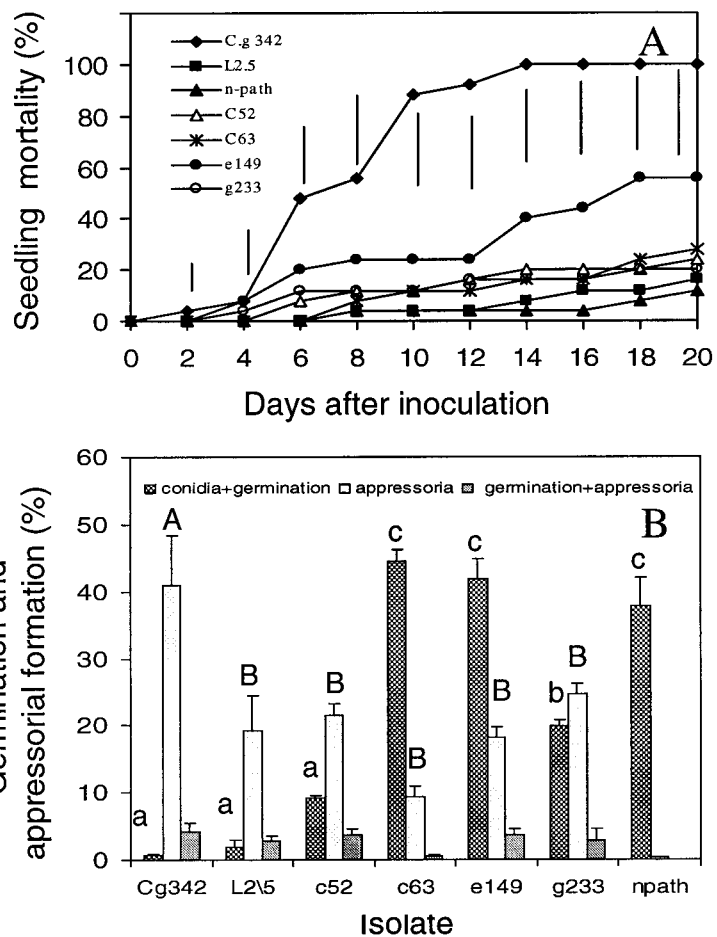 Seedling mortality (%)
A
C.g 342
L2.5
n-path
C52
C63
e149
g233
100
80
60
40
20
0
0 2 4 6 8 10 12 14 16 18 20
Days after inoculation
Germination and
appressorial formation (%)
60
50
40
30
20
10
0
conidia+germination appressoria germination+appressoria
B
a A
a B
a B
c B
c B
b B
c
Cg342 L2\5 c52 c63 e149 g233 npath
Isolate